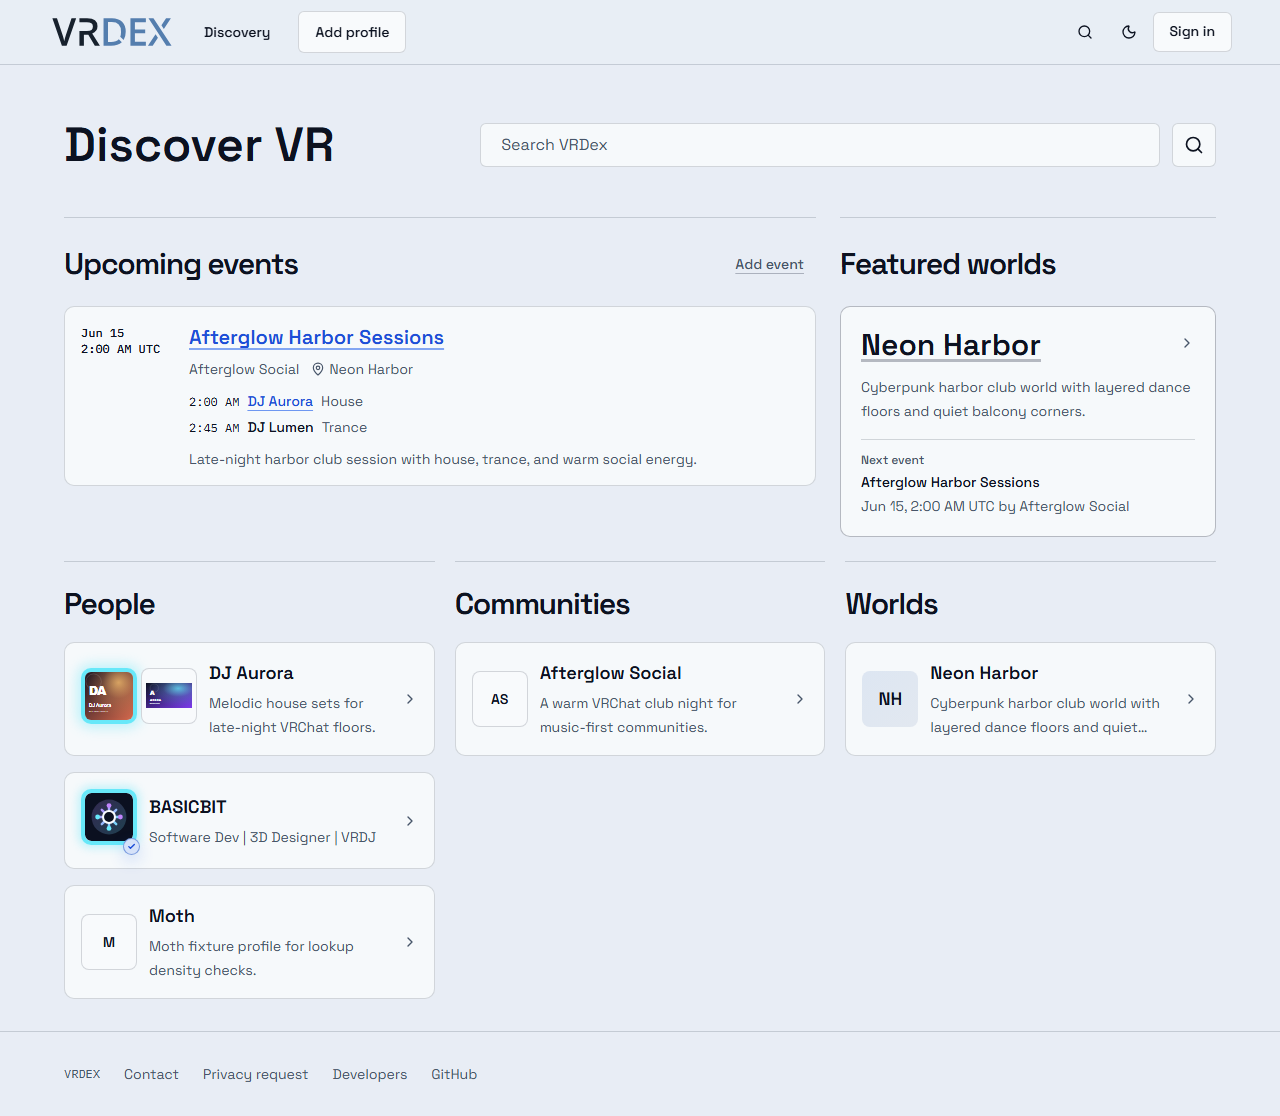 VRDEX
Discovery
Add profile
Sign in
Discover VR
Search VRDex
Upcoming events
Add event
Jun 15
2:00 AM UTC
Afterglow Harbor Sessions
Afterglow Social
Neon Harbor
2:00 AM DJ Aurora House
2:45 AM DJ Lumen Trance
Late-night harbor club session with house, trance, and warm social energy.
Featured worlds
Neon Harbor
Cyberpunk harbor club world with layered dance
floors and quiet balcony corners.
Next event
Afterglow Harbor Sessions
Jun 15, 2:00 AM UTC by Afterglow Social
People
DA
DJ Aurora
A
DJ Aurora
Melodic house sets for
late-night VRChat floors.
BASICBIT
Software Dev | 3D Designer | VRDJ
M
Moth
Moth fixture profile for lookup
density checks.
Communities
AS
Afterglow Social
A warm VRChat club night for
music-first communities.
Worlds
NH
Neon Harbor
Cyberpunk harbor club world with
layered dance floors and quiet...
VRDEX
Contact
Privacy request
Developers
GitHub